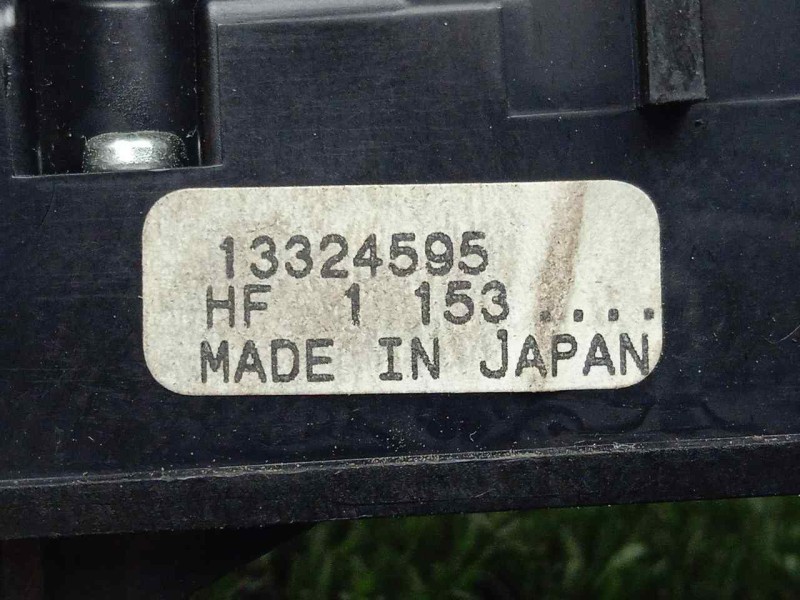 13324595
HF 1 153 ....
MADE IN JAPAN